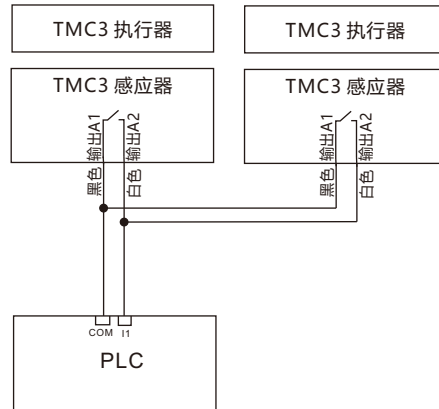 TMC3 执行器
TMC3 执行器
TMC3 感应器
TMC3 感应器
输出A1
输出A2
输出A1
输出A2
黑色
白色
黑色
白色
COM
I1
PLC